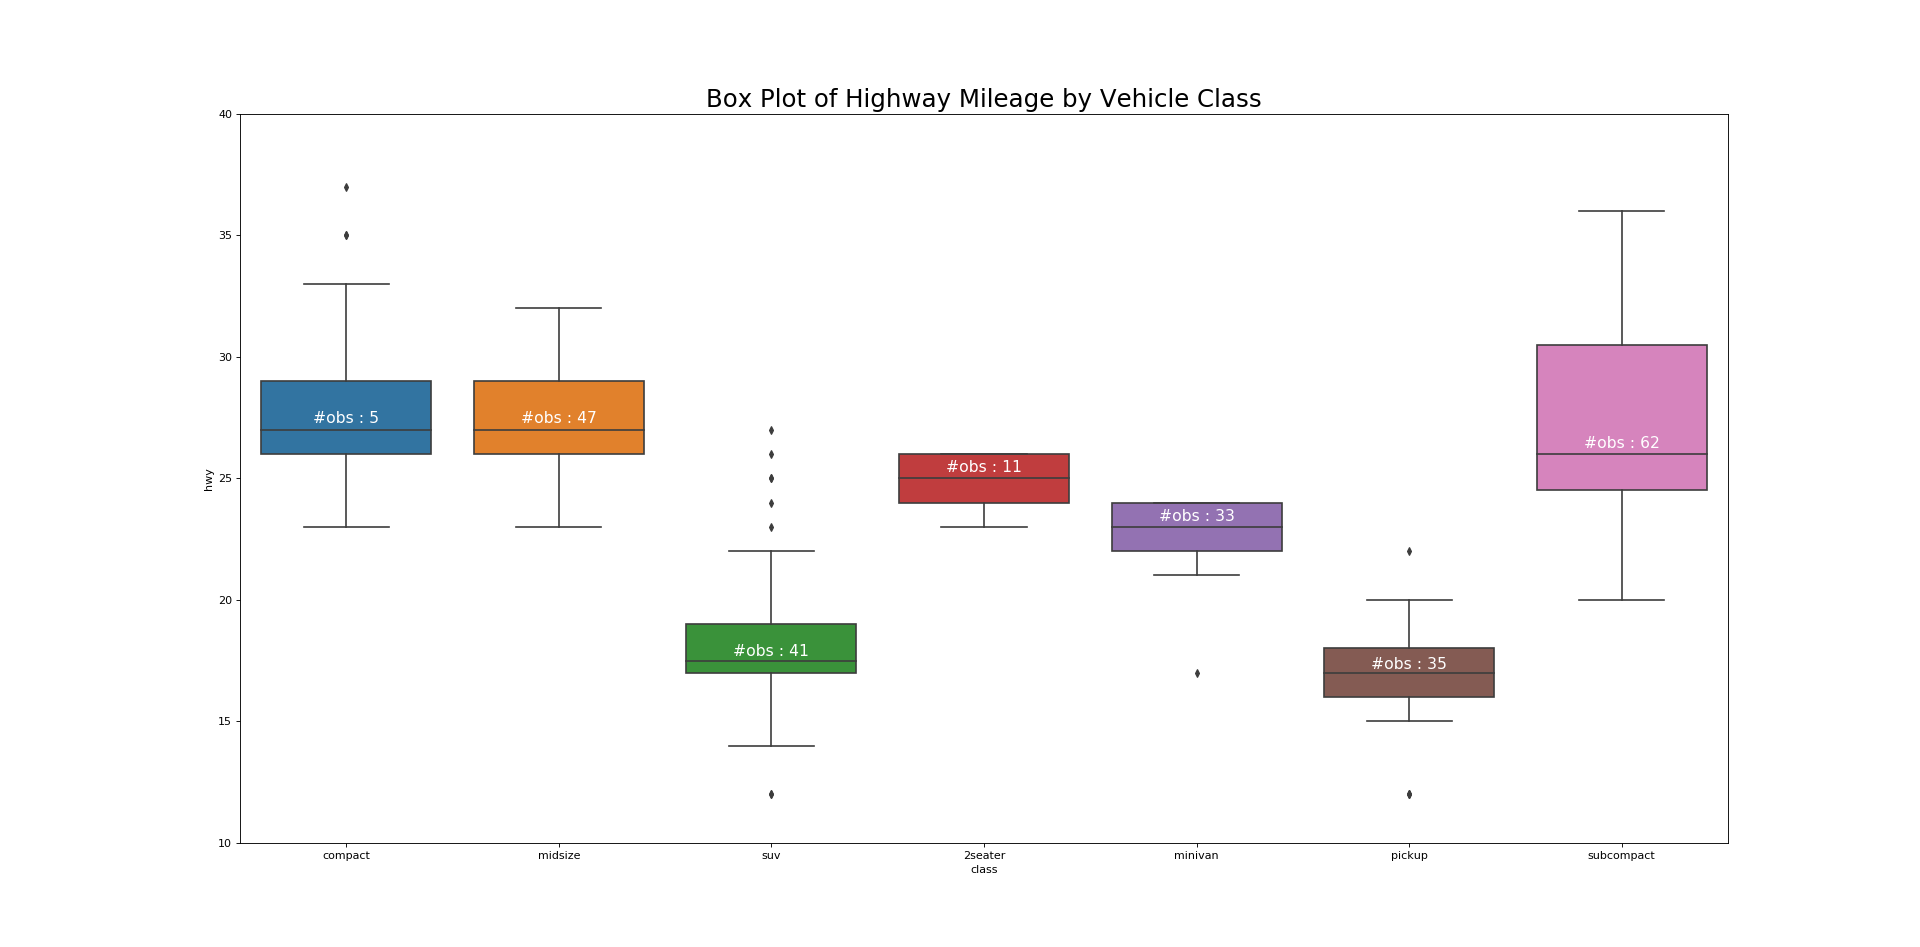 Box Plot of Highway Mileage by Vehicle Class
40
35
30
25
20
15
10
hwy
#obs : 5
#obs : 47
#obs : 41
#obs : 11
#obs : 33
#obs : 35
#obs : 62
compact midsize suv 2seater minivan pickup subcompact
class